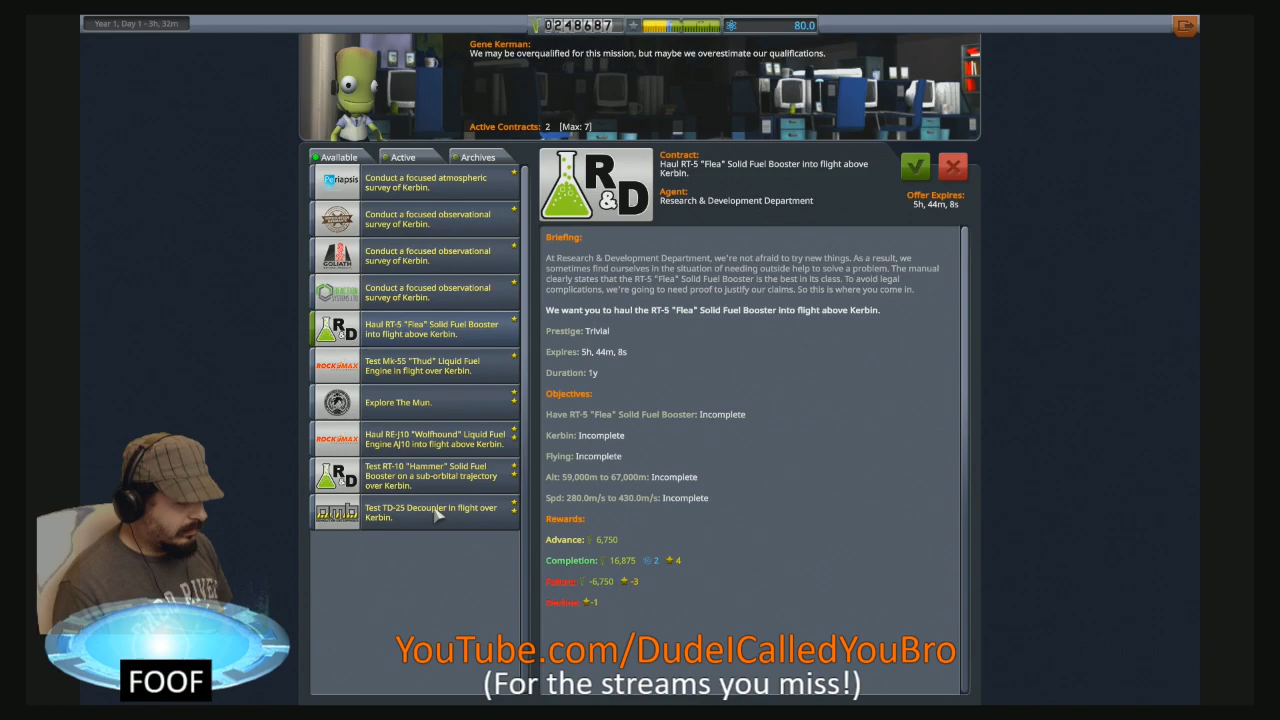 Year 1, Day 1 - 3h, 32m
0248687
80.0
Gene Kerman:
We may be overqualified for this mission, but maybe we overestimate our qualifications.
Active Contracts: 2 [Max: 7]
Available
Active
Archives
Periapsis
Conduct a focused atmospheric
survey of Kerbin.
Conduct a focused observational
survey of Kerbin.
GOLIATH
Conduct a focused observational
survey of Kerbin.
Conduct a focused observational
survey of Kerbin.
R&D
Haul RT-5 "Flea" Solid Fuel Booster
into flight above Kerbin.
ROCKOMAX
Test Mk-55 "Thud" Liquid Fuel
Engine in flight over Kerbin.
Explore The Mun.
ROCKOMAX
Haul RE-J10 "Wolfhound" Liquid Fuel
Engine AJ10 into flight above Kerbin.
R&D
Test RT-10 "Hammer" Solid Fuel
Booster on a sub-orbital trajectory
over Kerbin.
Test TD-25 Decoupler in flight over
Kerbin.
R&D
Contract:
Haul RT-5 "Flea" Solid Fuel Booster into flight above
Kerbin.
Agent:
Research & Development Department
Offer Expires:
5h, 44m, 8s
Briefing:
At Research & Development Department, we're not afraid to try new things. As a result, we
sometimes find ourselves in the situation of needing outside help to solve a problem. The manual
clearly states that the RT-5 "Flea" Solid Fuel Booster is the best in its class. To avoid legal
complications, we're going to need proof to justify our claims. So this is where you come in.
We want you to haul the RT-5 "Flea" Solid Fuel Booster into flight above Kerbin.
Prestige: Trivial
Expires: 5h, 44m, 8s
Duration: 1y
Objectives:
Have RT-5 "Flea" Solid Fuel Booster: Incomplete
Kerbin: Incomplete
Flying: Incomplete
Alt: 59,000m to 67,000m: Incomplete
Spd: 280.0m/s to 430.0m/s: Incomplete
Rewards:
Advance: 6,750
Completion: 16,875 2 4
Failure: -6,750 -3
Decline: -1
YouTube.com/DudeICalledYouBro
(For the streams you miss!)
FOOF